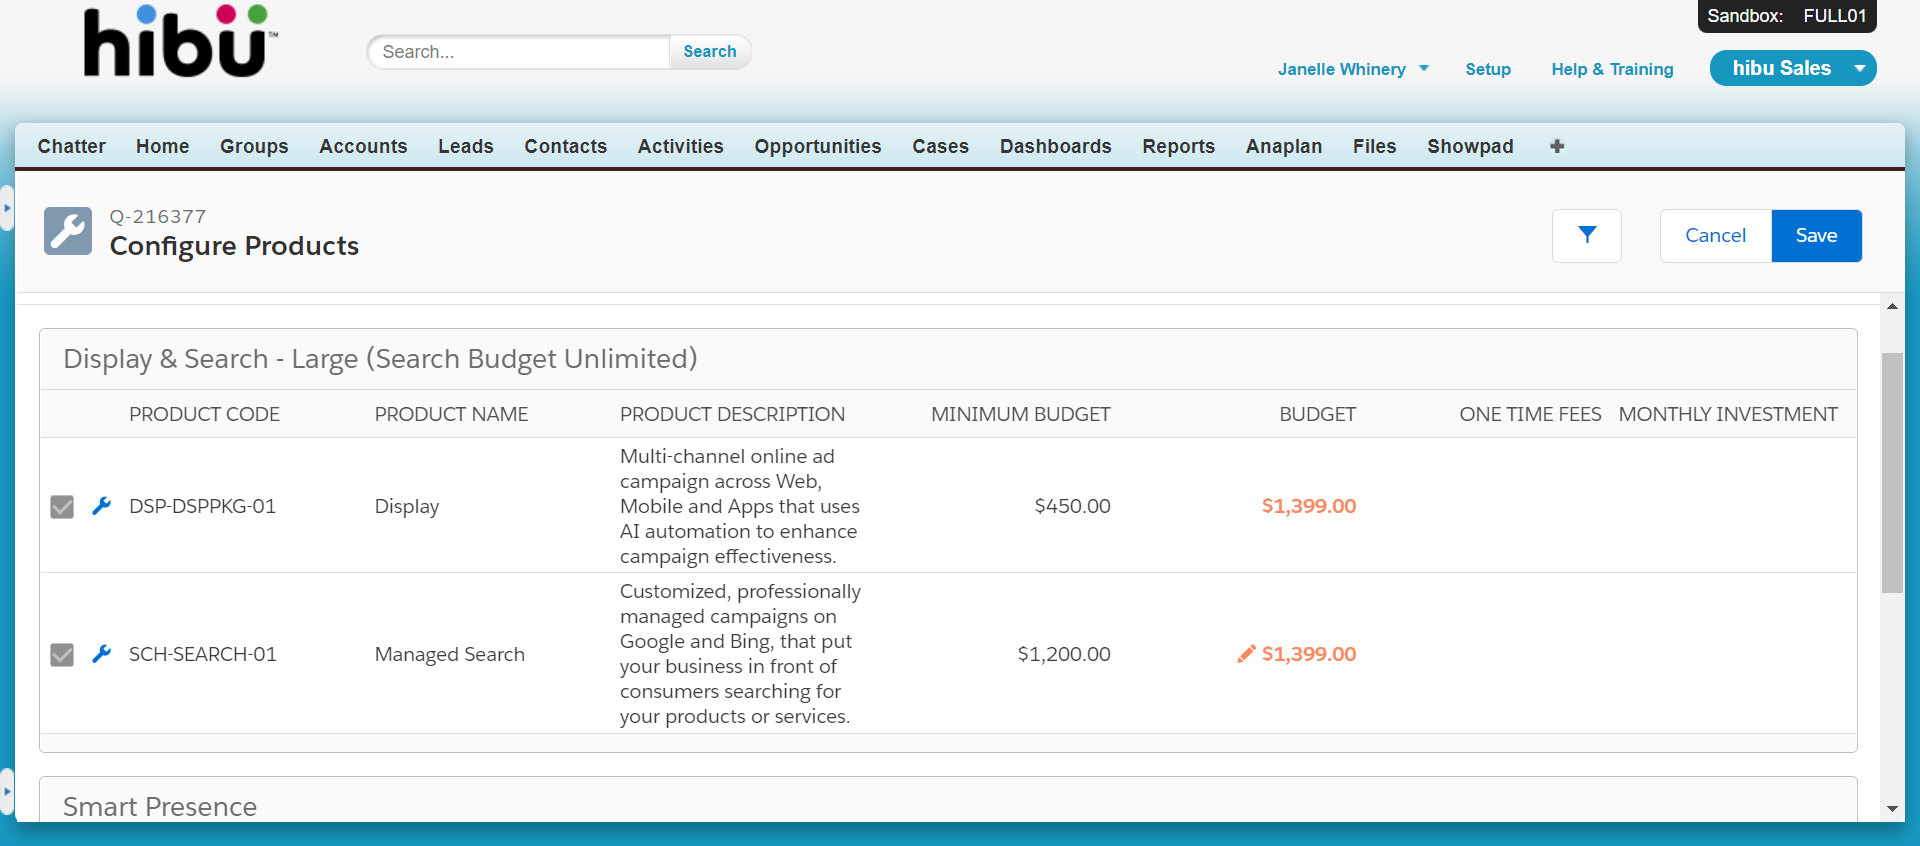 hibu™
Search...
Search
Sandbox: FULL01
Janelle Whinery
Setup
Help & Training
hibu Sales
Chatter Home Groups Accounts Leads Contacts Activities Opportunities Cases Dashboards Reports Anaplan Files Showpad
Q-216377
Configure Products
Cancel
Save
Display & Search - Large (Search Budget Unlimited)
PRODUCT CODE PRODUCT NAME PRODUCT DESCRIPTION MINIMUM BUDGET BUDGET ONE TIME FEES MONTHLY INVESTMENT
DSP-DSPPKG-01
Display
Multi-channel online ad
campaign across Web,
Mobile and Apps that uses
AI automation to enhance
campaign effectiveness.
$450.00
$1,399.00
SCH-SEARCH-01
Managed Search
Customized, professionally
managed campaigns on
Google and Bing, that put
your business in front of
consumers searching for
your products or services.
$1,200.00
$1,399.00
Smart Presence